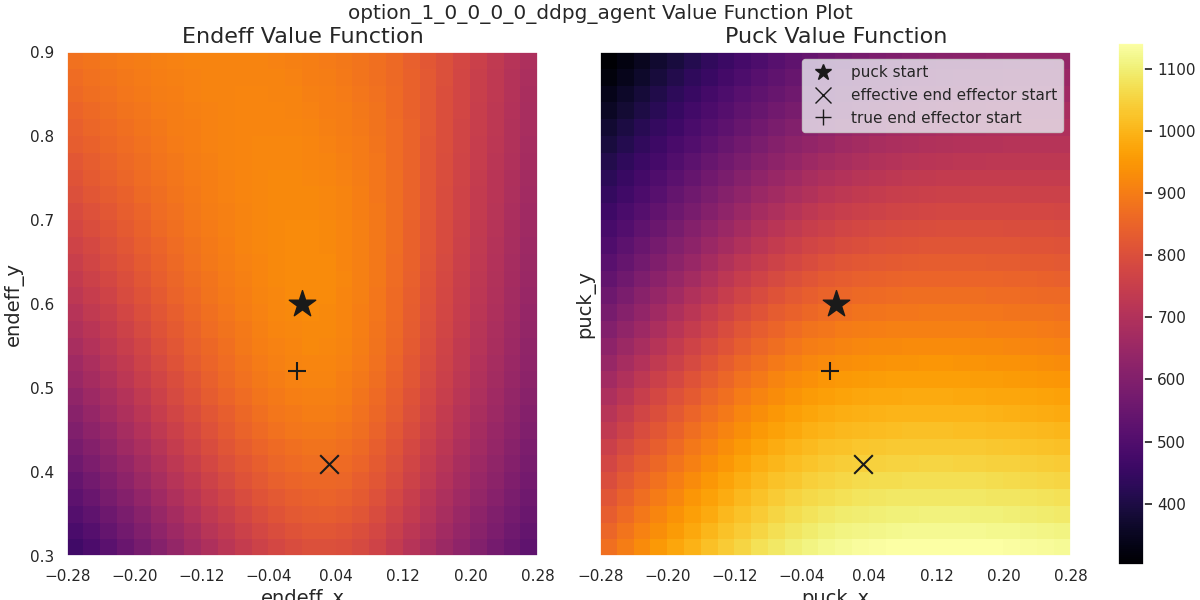 option_1_0_0_0_0_ddpg_agent Value Function Plot
Endeff Value Function
Puck Value Function
puck start
effective end effector start
true end effector start
endeff_y
0.9
0.8
0.7
0.6
0.5
0.4
0.3
−0.28 −0.20 −0.12 −0.04 0.04 0.12 0.20 0.28
endeff_x
puck_y
−0.28 −0.20 −0.12 −0.04 0.04 0.12 0.20 0.28
puck_x
1100
1000
900
800
700
600
500
400